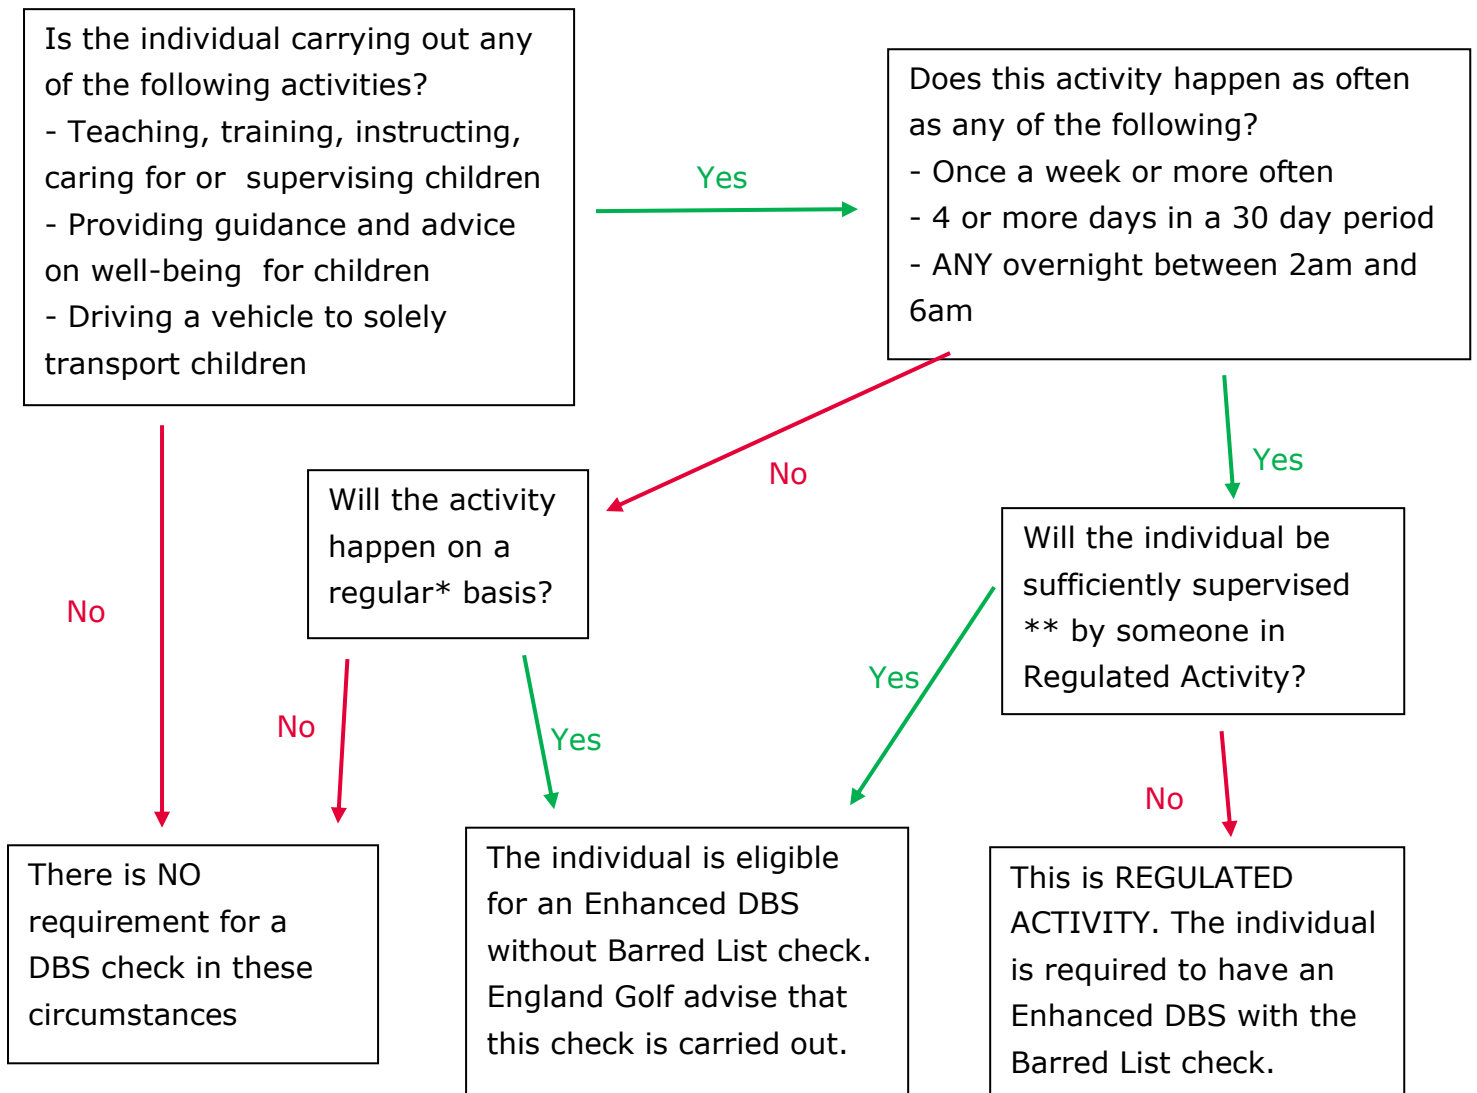 Is the individual carrying out any
of the following activities?
- Teaching, training, instructing,
caring for or  supervising children
- Providing guidance and advice
on well-being  for children
- Driving a vehicle to solely
transport children
Yes
Does this activity happen as often
as any of the following?
- Once a week or more often
- 4 or more days in a 30 day period
- ANY overnight between 2am and
6am
No
Yes
Will the activity
happen on a
regular* basis?
Will the individual be
sufficiently supervised
** by someone in
Regulated Activity?
No
No
Yes
Yes
No
There is NO
requirement for a
DBS check in these
circumstances
The individual is eligible
for an Enhanced DBS
without Barred List check.
England Golf advise that
this check is carried out.
This is REGULATED
ACTIVITY. The individual
is required to have an
Enhanced DBS with the
Barred List check.